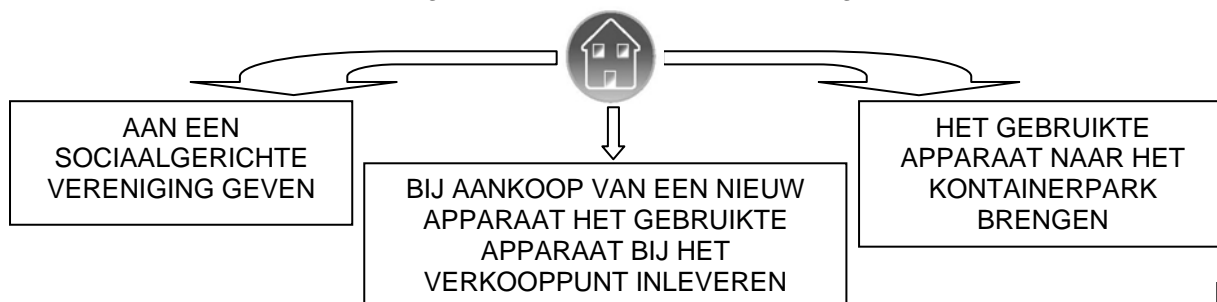 AAN EEN
SOCIAALGERICHTE
VERENIGING GEVEN
BIJ AANKOOP VAN EEN NIEUW
APPARAAT HET GEBRUIKTE
APPARAAT BIJ HET
VERKOOPPUNT INLEVEREN
HET GEBRUIKTE
APPARAAT NAAR HET
KONTAINERPARK
BRENGEN